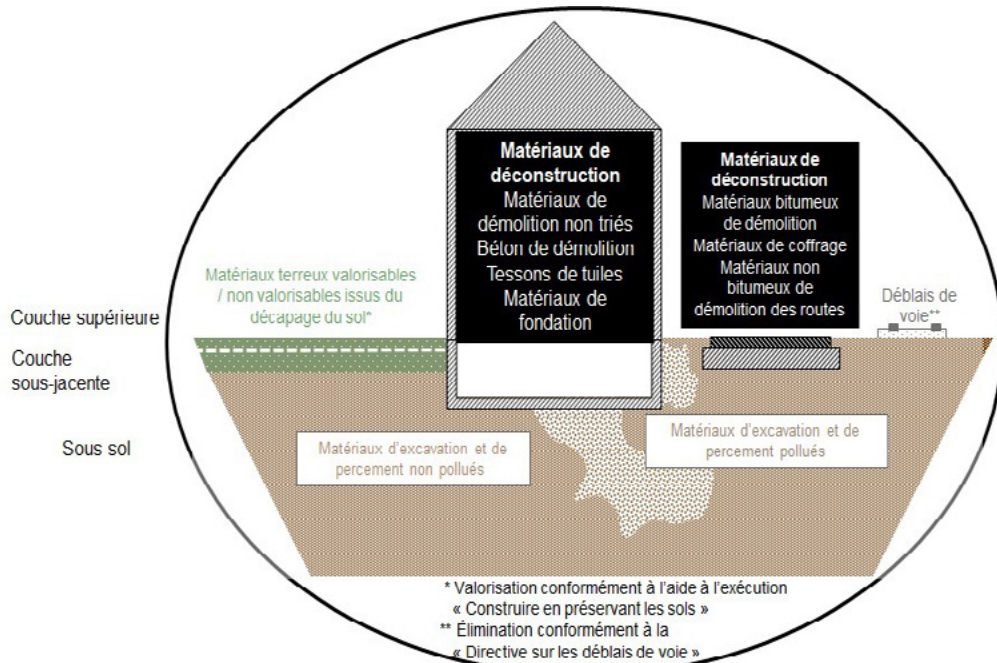 Matériaux de
déconstruction
Matériaux de
démolition non triés
Béton de démolition
Tessons de tuiles
Matériaux de
fondation
Matériaux de
déconstruction
Matériaux bitumeux
de démolition
Matériaux de coffrage
Matériaux non
bitumeux de
démolition des routes
Matériaux terreux valorisables
/ non valorisables issus du
décapage du sol*
Déblais de
voie**
Couche supérieure
Couche
sous-jacente
Sous sol
Matériaux d'excavation et de
percement non pollués
Matériaux d'excavation et de
percement pollués
* Valorisation conformément à l'aide à l'exécution
« Construire en préservant les sols »
** Élimination conformément à la
« Directive sur les déblais de voie »